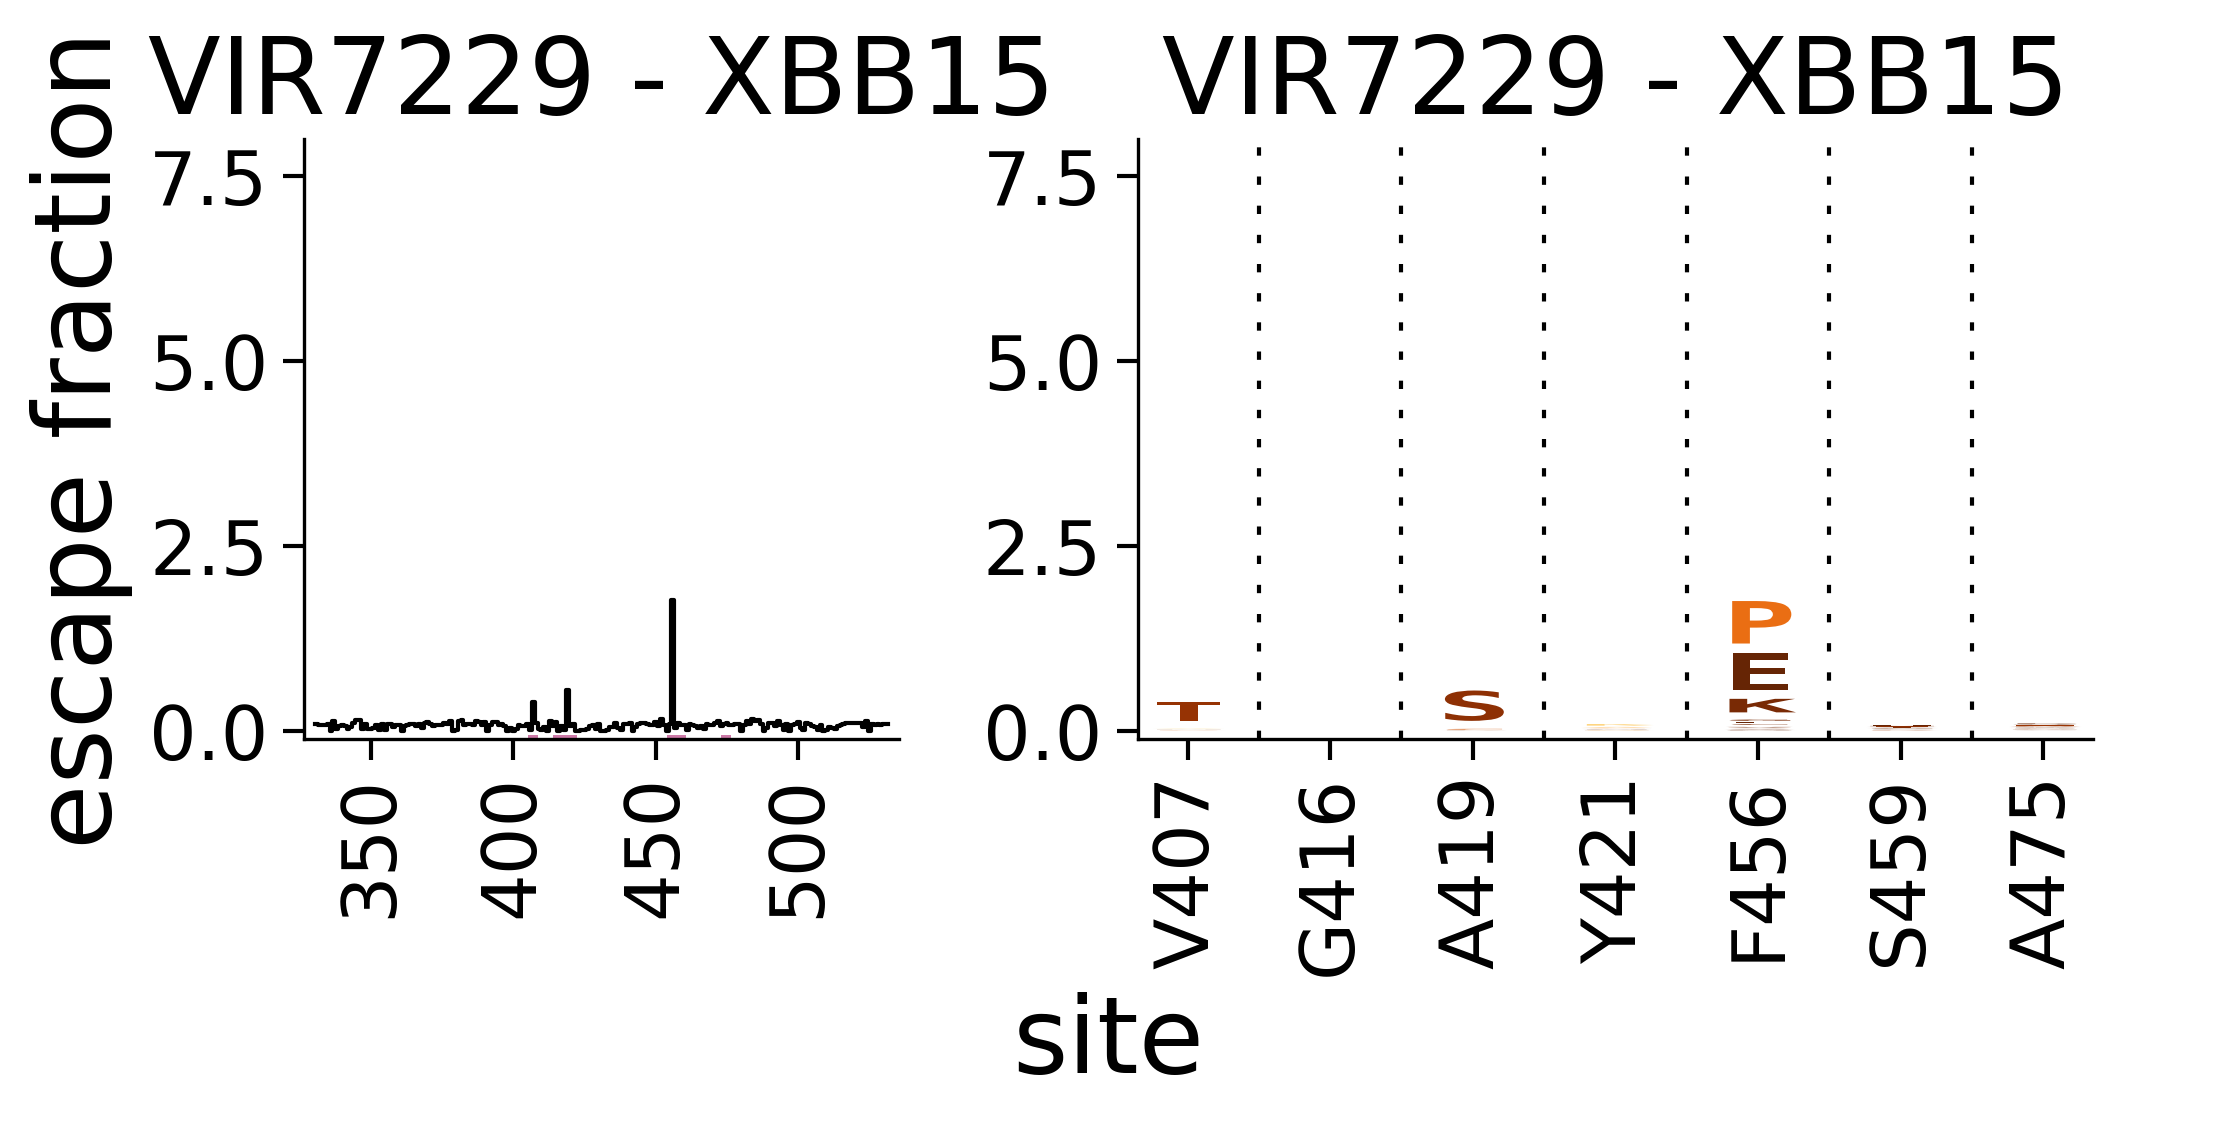 VIR7229 - XBB15
VIR7229 - XBB15
escape fraction
7.5
5.0
2.5
0.0
350
400
450
500
7.5
5.0
2.5
0.0
T
S
P
E
K
V407
G416
A419
Y421
F456
S459
A475
site